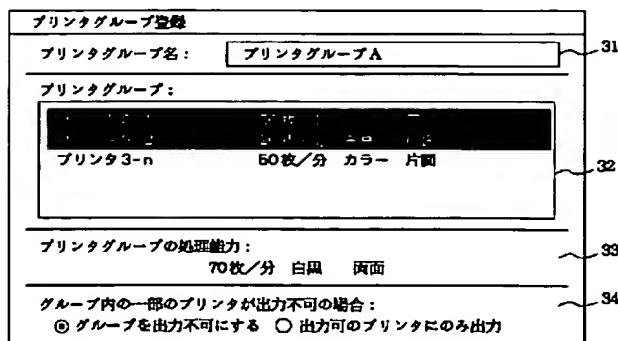 プリンタグループ登録
プリンタグループ名： プリンタグループA
31
プリンタグループ：
プリンタ3-n 50枚／分 カラー 片面
32
プリンタグループの処理能力：
33
70枚／分 白黒 両面
グループ内の一部のプリンタが出力不可の場合：
34
◎ グループを出力不可にする ○ 出力可のプリンタにのみ出力